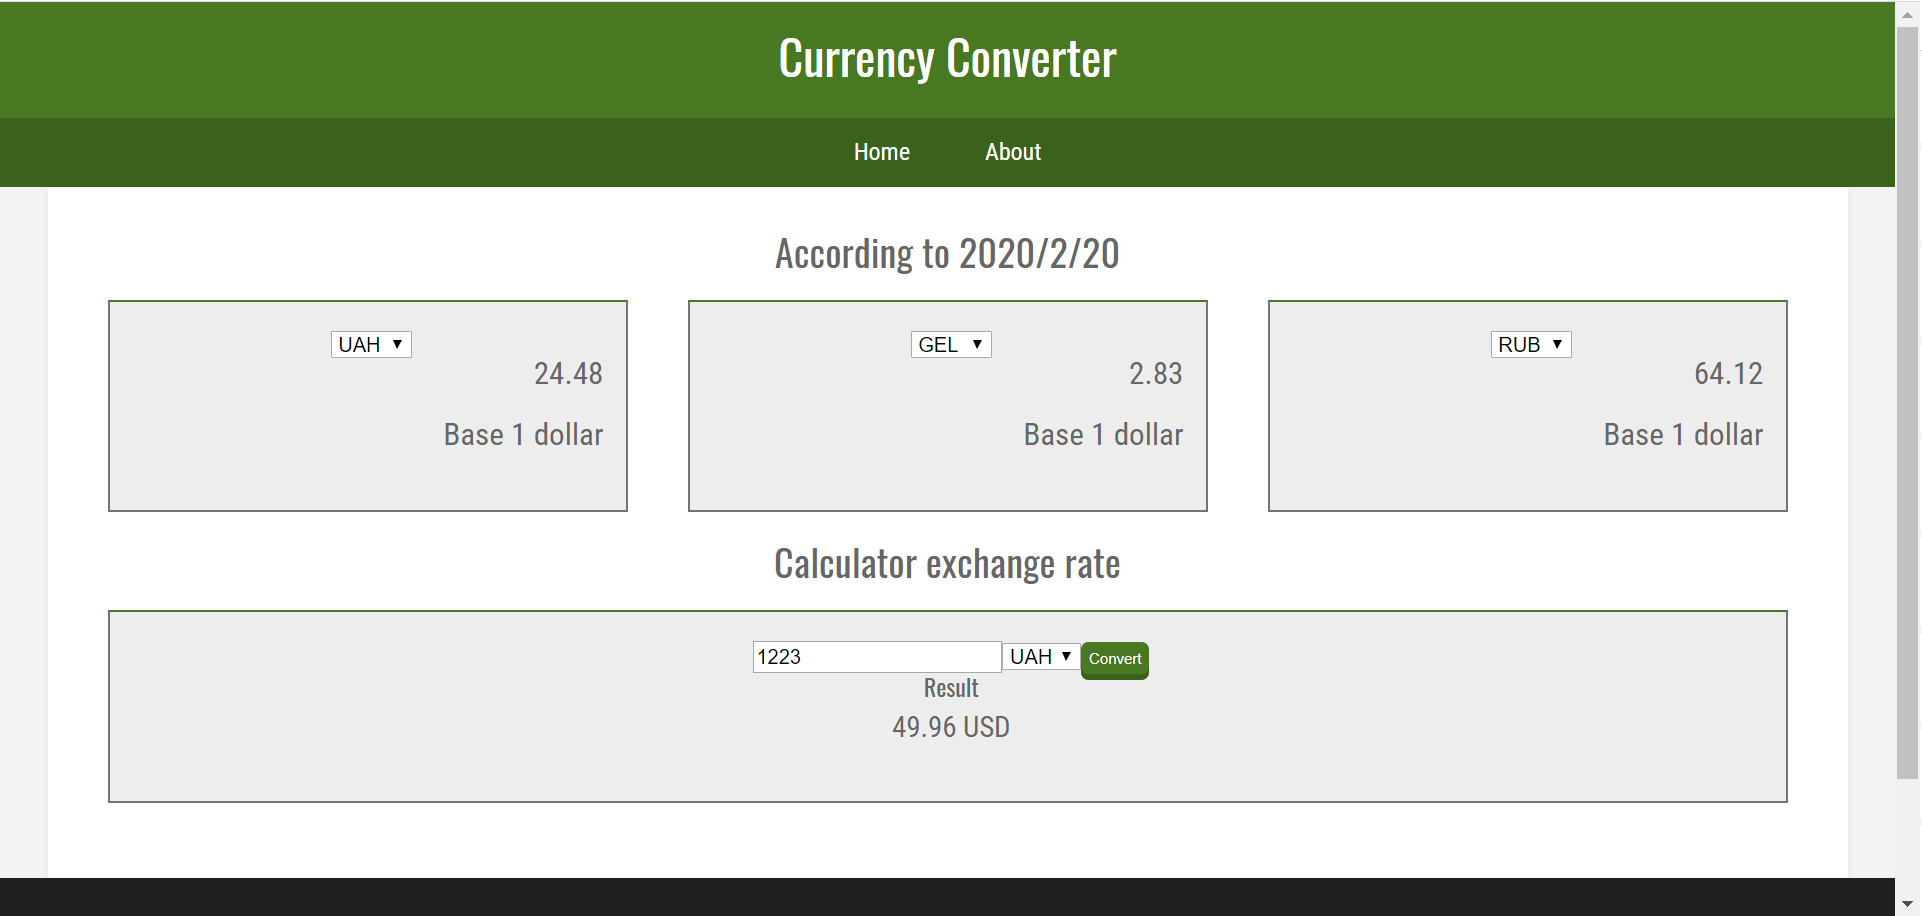 Currency Converter
Home About
According to 2020/2/20
UAH
24.48
Base 1 dollar
GEL
2.83
Base 1 dollar
RUB
64.12
Base 1 dollar
Calculator exchange rate
1223 UAH Convert
Result
49.96 USD